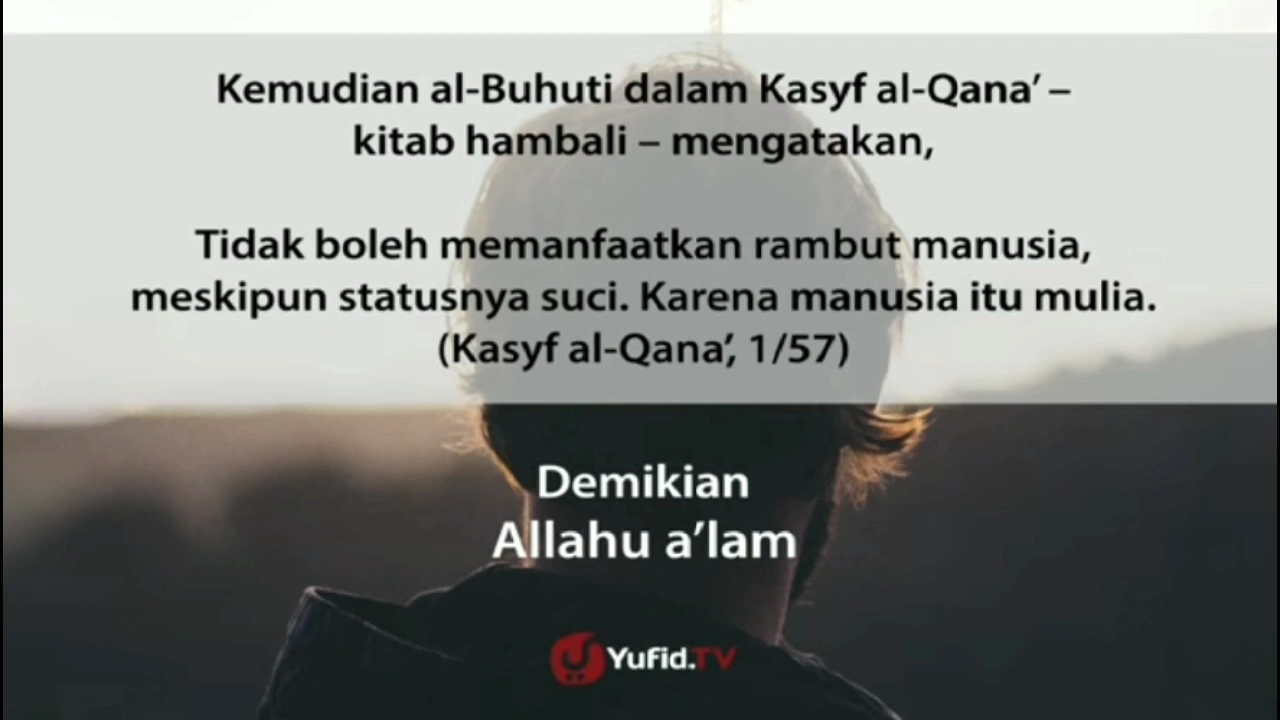 Kemudian al-Buhuti dalam Kasyf al-Qana’ –
kitab hambali – mengatakan,
Tidak boleh memanfaatkan rambut manusia,
meskipun statusnya suci. Karena manusia itu mulia.
(Kasyf al-Qana’, 1/57)
Demikian
Allahu a’lam
Yufid.TV